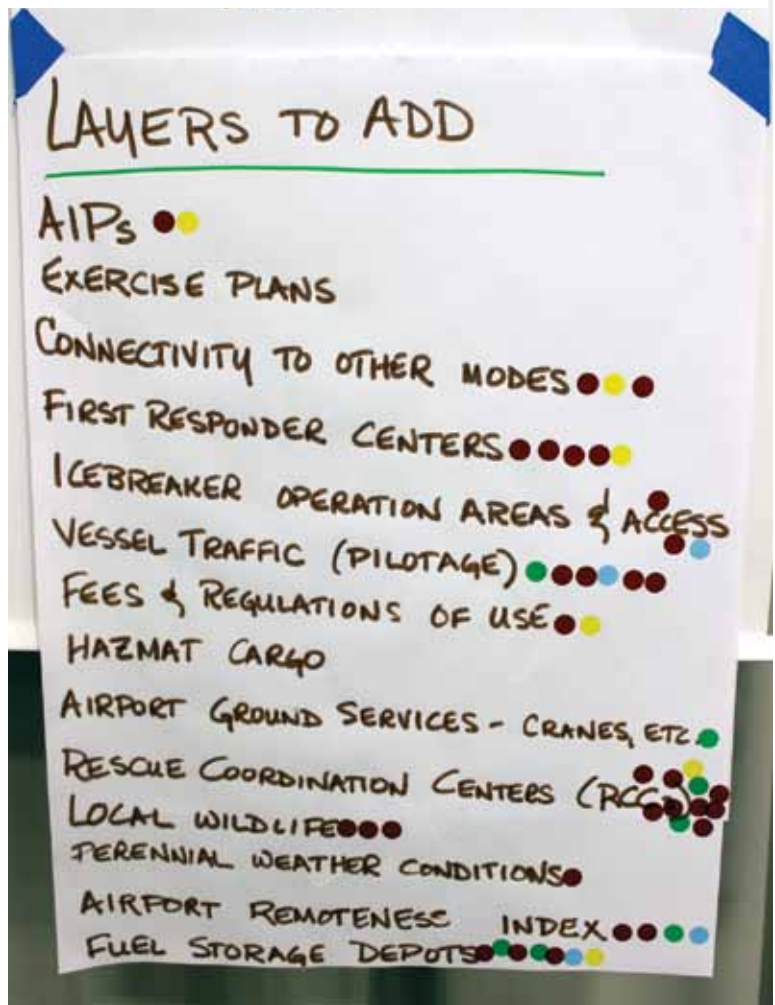 LAYERS TO ADD
AIPs
EXERCISE PLANS
CONNECTIVITY TO OTHER MODES
FIRST RESPONDER CENTERS
ICEBREAKER OPERATION AREAS & ACCESS
VESSEL TRAFFIC (PILOTAGE)
FEES & REGULATIONS OF USE
HAZMAT CARGO
AIRPORT GROUND SERVICES - CRANES, ETC.
RESCUE COORDINATION CENTERS
LOCAL WILDLIFE
PERENNIAL WEATHER CONDITIONS
AIRPORT REMOTENESS INDEX
FUEL STORAGE DEPOTS